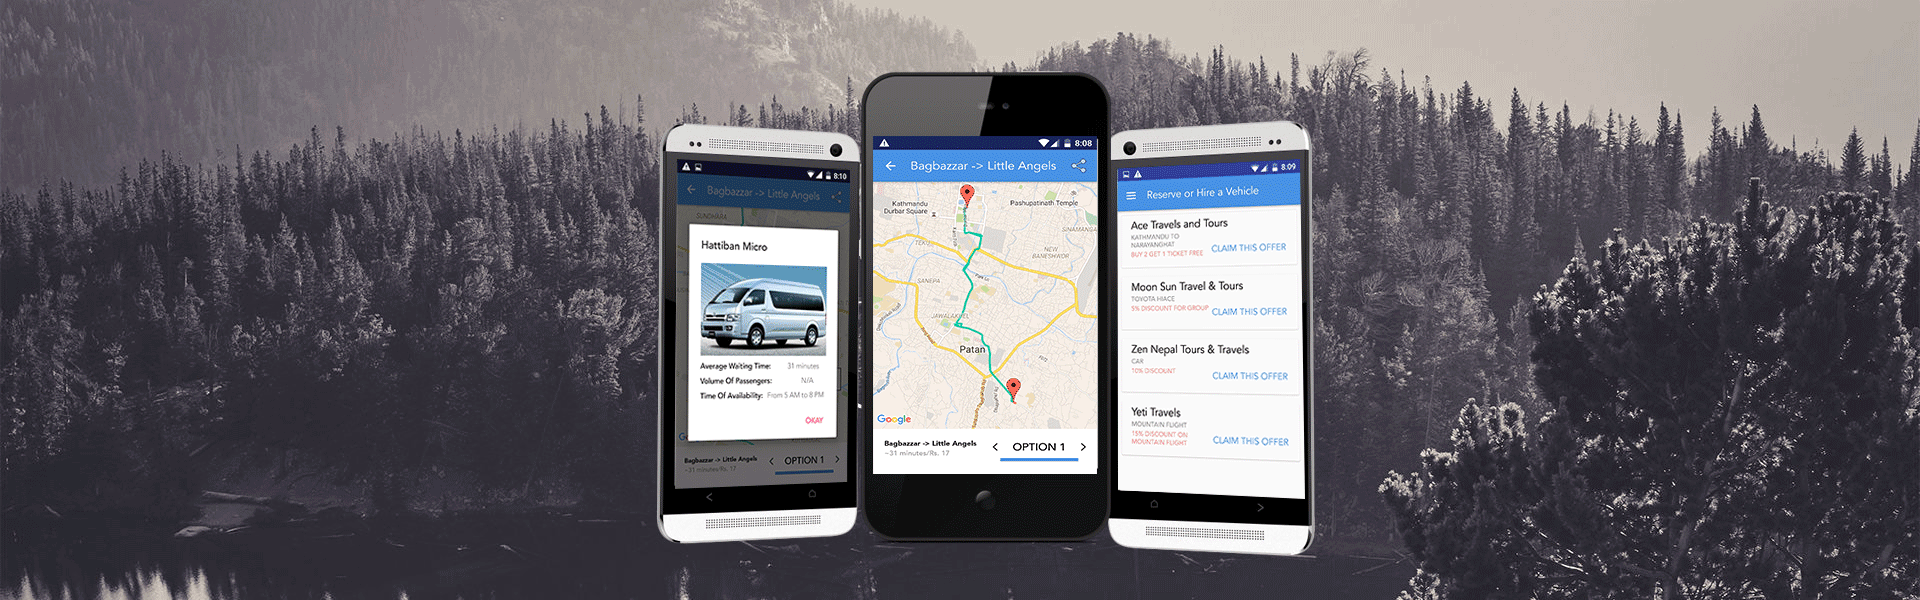 8:10
Bagbazzar -> Little Angels
SUNDHARA
Hattiban Micro
Average Waiting Time: 31 minutes
Volume Of Passengers: N/A
Time Of Availability: From 5 AM to 8 PM
OKAY
Bagbazzar -> Little Angels
~31 minutes/Rs. 17
OPTION 1
8:08
Bagbazzar -> Little Angels
Kathmandu
Durbar Square
Pashupatinath Temple
SINAMANGAL
TEKU
NEW
BANESHWOR
SANEPA
JAWALAKHEL
Patan
Google
Bagbazzar -> Little Angels
~31 minutes/Rs. 17
OPTION 1
8:09
Reserve or Hire a Vehicle
Ace Travels and Tours
KATHMANDU TO
NARAYANGHAT
BUY 2 GET 1 TICKET FREE
CLAIM THIS OFFER
Moon Sun Travel & Tours
TOYOTA HIACE
5% DISCOUNT FOR GROUP
CLAIM THIS OFFER
Zen Nepal Tours & Travels
CAR
10% DISCOUNT
CLAIM THIS OFFER
Yeti Travels
MOUNTAIN FLIGHT
15% DISCOUNT ON
MOUNTAIN FLIGHT
CLAIM THIS OFFER